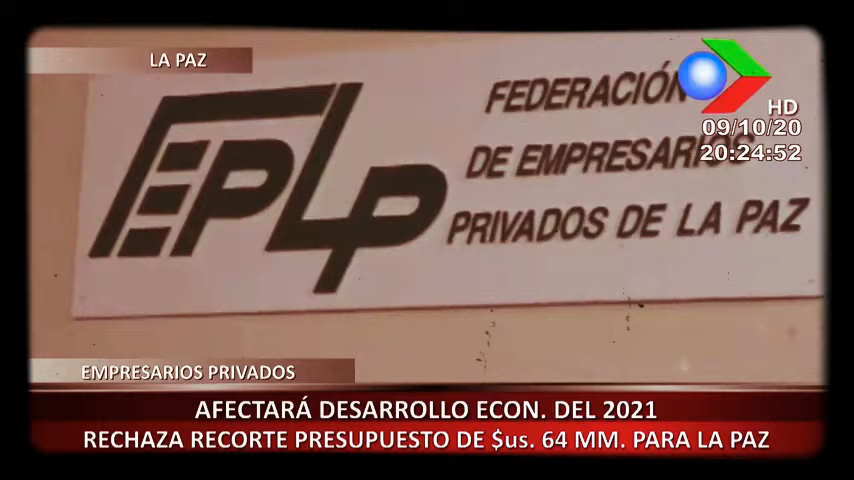 LA PAZ
FEPLP
FEDERACIÓN
DE EMPRESARIOS
PRIVADOS DE LA PAZ
HD
09/10/20
20:24:52
EMPRESARIOS PRIVADOS
AFECTARÁ DESARROLLO ECON. DEL 2021
RECHAZA RECORTE PRESUPUESTO DE $us. 64 MM. PARA LA PAZ